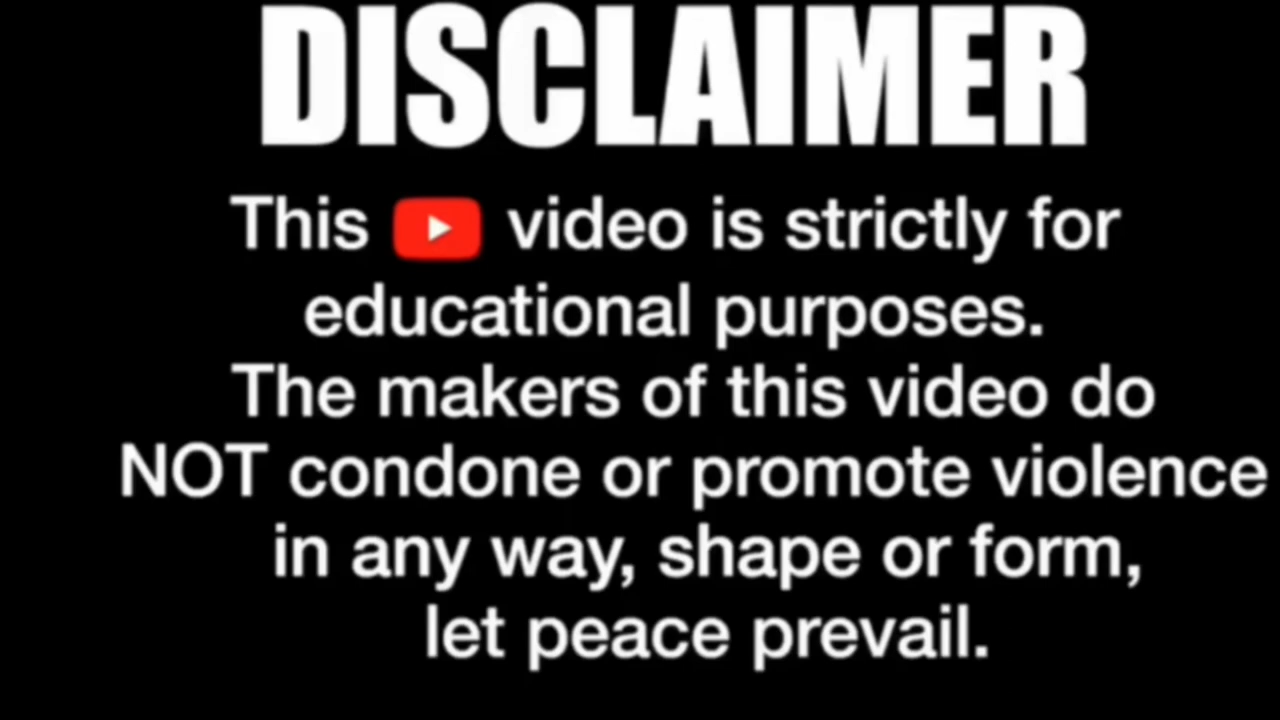 DISCLAIMER
This video is strictly for
educational purposes.
The makers of this video do
NOT condone or promote violence
in any way, shape or form,
let peace prevail.